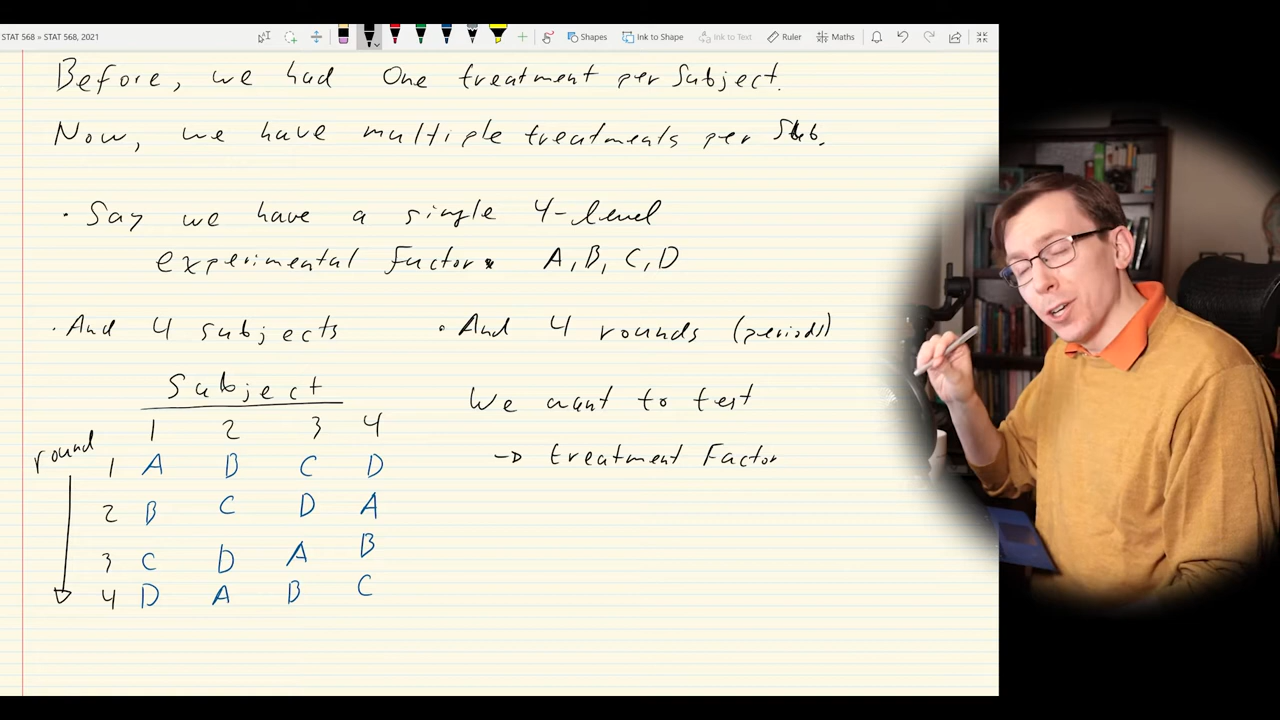 STAT 568 » STAT 568, 2021
Shapes
Ink to Shape
Ink to Text
Ruler
Maths
Before, we had One treatment per Subject.
Now, we have multiple treatments per Sub.
• Say we have a single 4-level
experimental Factor. A, B, C, D
• And 4 subjects
• And 4 rounds (periods)
Subject
1 2 3 4
round
1 A B C D
2 B C D A
3 C D A B
4 D A B C
We want to test
→ treatment Factor